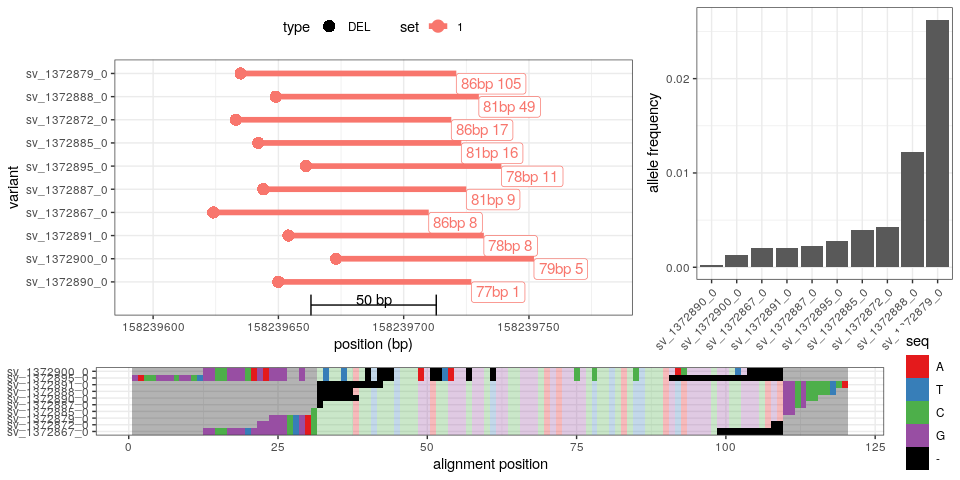 type DEL set 1
variant
sv_1372879_0
86bp 105
sv_1372888_0
81bp 49
sv_1372872_0
86bp 17
sv_1372885_0
81bp 16
sv_1372895_0
78bp 11
sv_1372887_0
81bp 9
sv_1372867_0
86bp 8
sv_1372891_0
78bp 8
sv_1372900_0
79bp 5
sv_1372890_0
77bp 1
50 bp
158239600 158239650 158239700 158239750
position (bp)
allele frequency
0.02
0.01
0.00
sv_1372890_0
sv_1372900_0
sv_1372867_0
sv_1372891_0
sv_1372887_0
sv_1372895_0
sv_1372885_0
sv_1372872_0
sv_1372888_0
sv_1372879_0
sv_1372900_0
sv_1372867_0
0 25 50 75 100 125
alignment position
seq
A
T
C
G
-